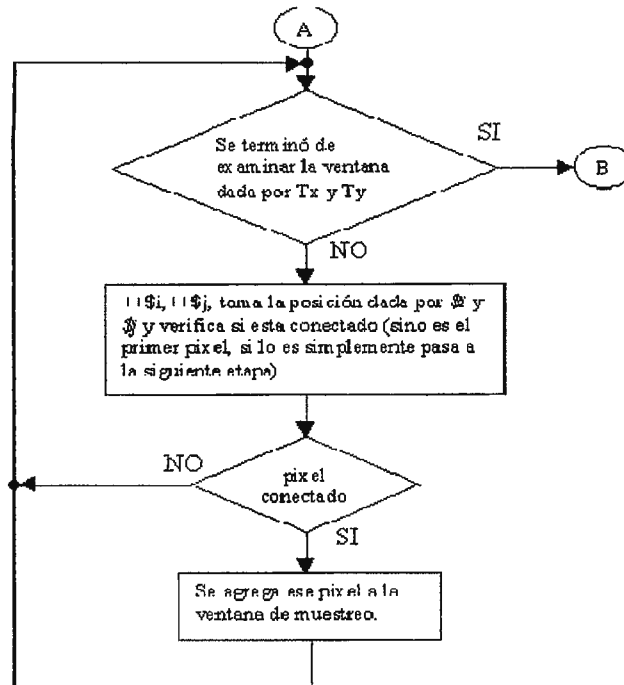 A
Se terminó de
examinar la ventana
dada por Tx y Ty
SI
B
NO
++$i, ++$j, toma la posición dada por $i y
$j y verifica si esta conectado (sino es el
primer pixel, si lo es simplemente pasa a
la siguiente etapa)
NO
pixel
conectado
SI
Se agrega ese pixel a la
ventana de muestreo.